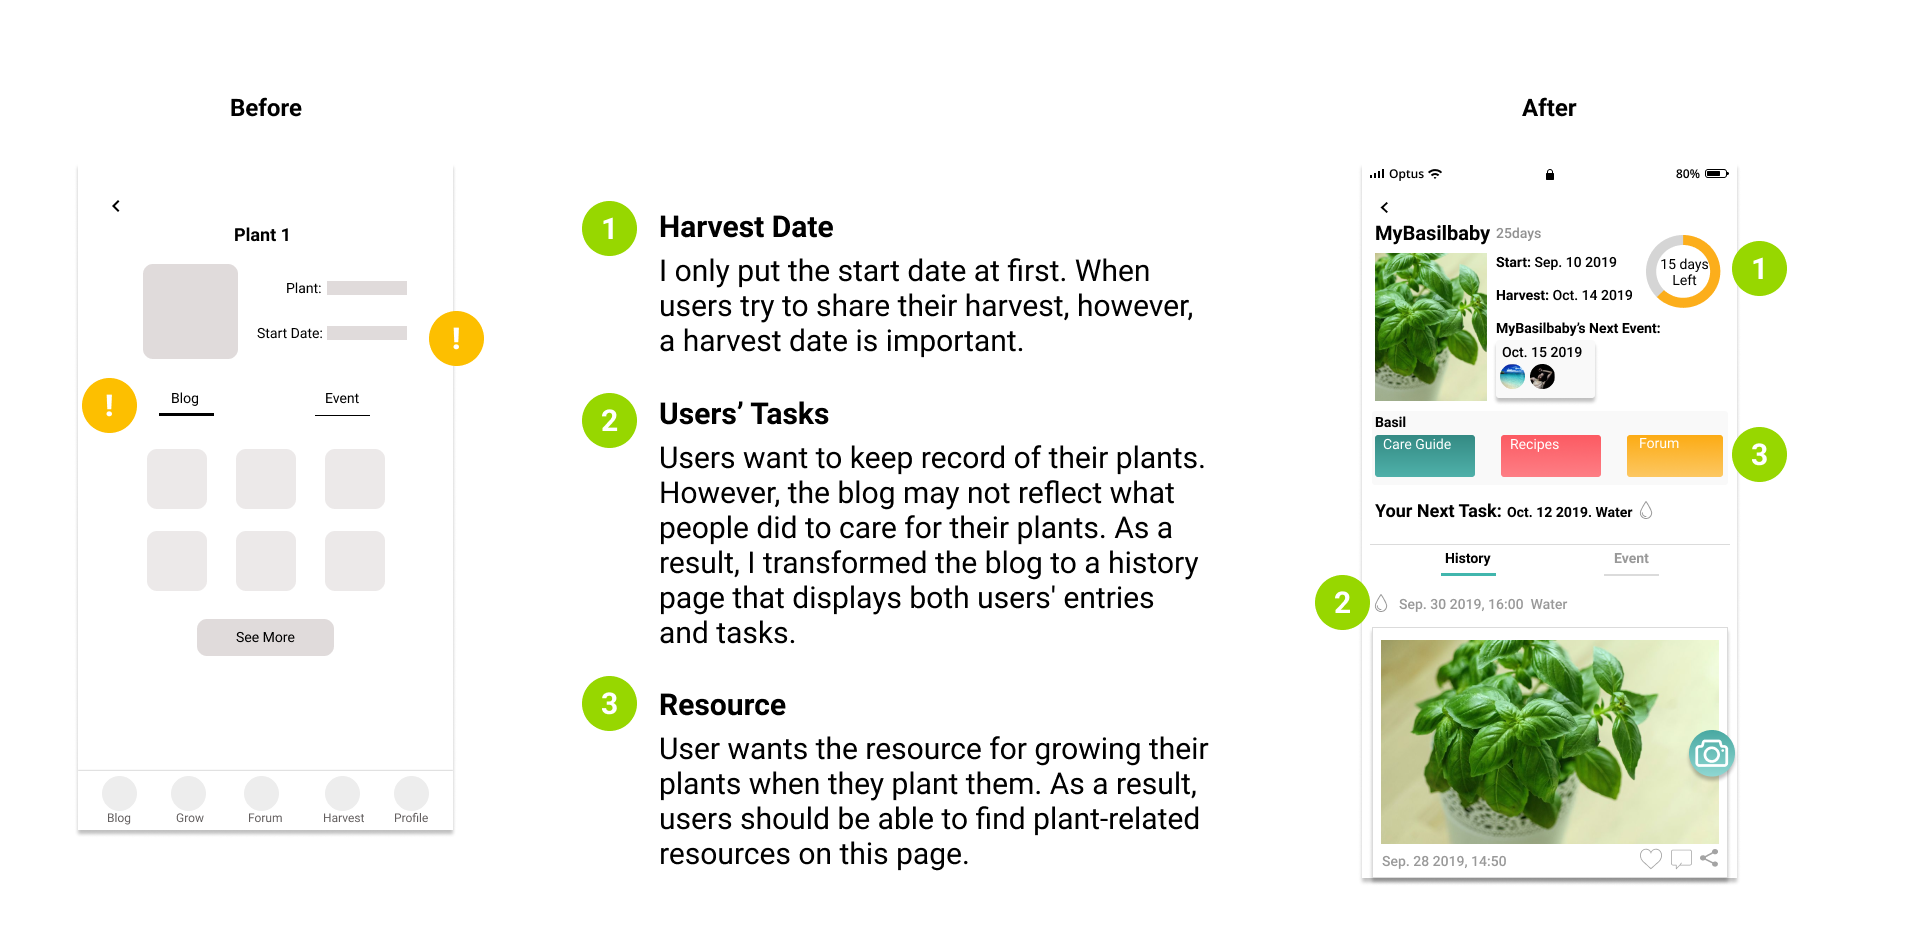 Before
After
Plant 1
Plant:
Start Date:
!
!
Blog
Event
See More
Blog
Grow
Forum
Harvest
Profile
1
Harvest Date
I only put the start date at first. When
users try to share their harvest, however,
a harvest date is important.
2
Users’ Tasks
Users want to keep record of their plants.
However, the blog may not reflect what
people did to care for their plants. As a
result, I transformed the blog to a history
page that displays both users' entries
and tasks.
3
Resource
User wants the resource for growing their
plants when they plant them. As a result,
users should be able to find plant-related
resources on this page.
Optus
80%
MyBasilbaby 25days
Start: Sep. 10 2019
15 days
Left
1
Harvest: Oct. 14 2019
MyBasilbaby’s Next Event:
Oct. 15 2019
Basil
Care Guide
Recipes
Forum
3
Your Next Task: Oct. 12 2019. Water
History
Event
2
Sep. 30 2019, 16:00 Water
Sep. 28 2019, 14:50